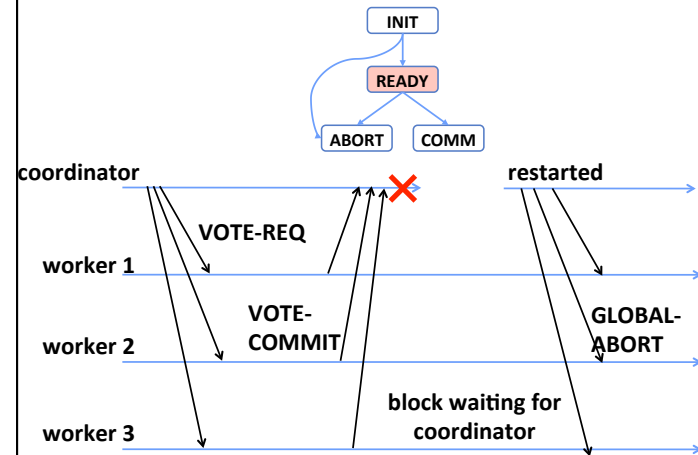 INIT
READY
ABORT
COMM
coordinator
restarted
VOTE-REQ
worker 1
VOTE-
COMMIT
GLOBAL-
ABORT
worker 2
block waiting for
coordinator
worker 3